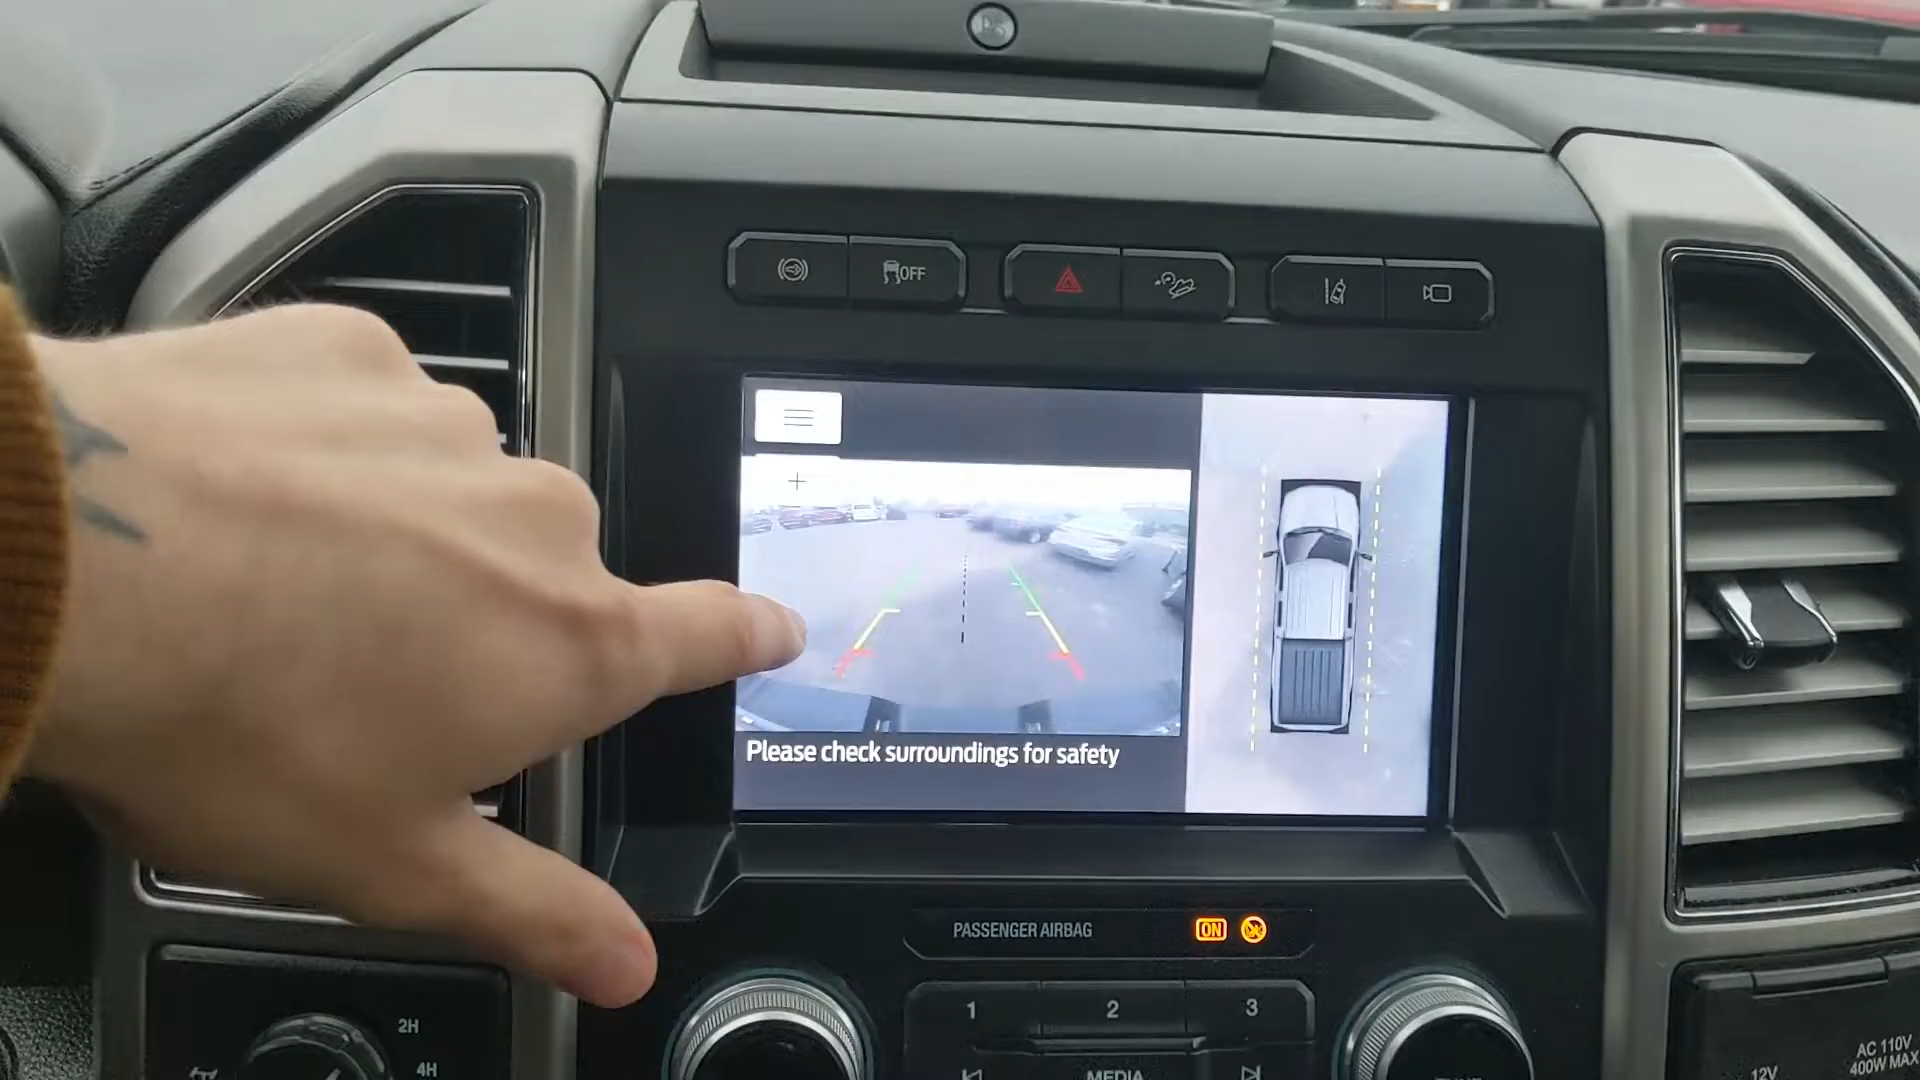 OFF
Please check surroundings for safety
PASSENGER AIRBAG ON
1 2 3
MEDIA
2H
4H
12V
AC 110V
400W MAX